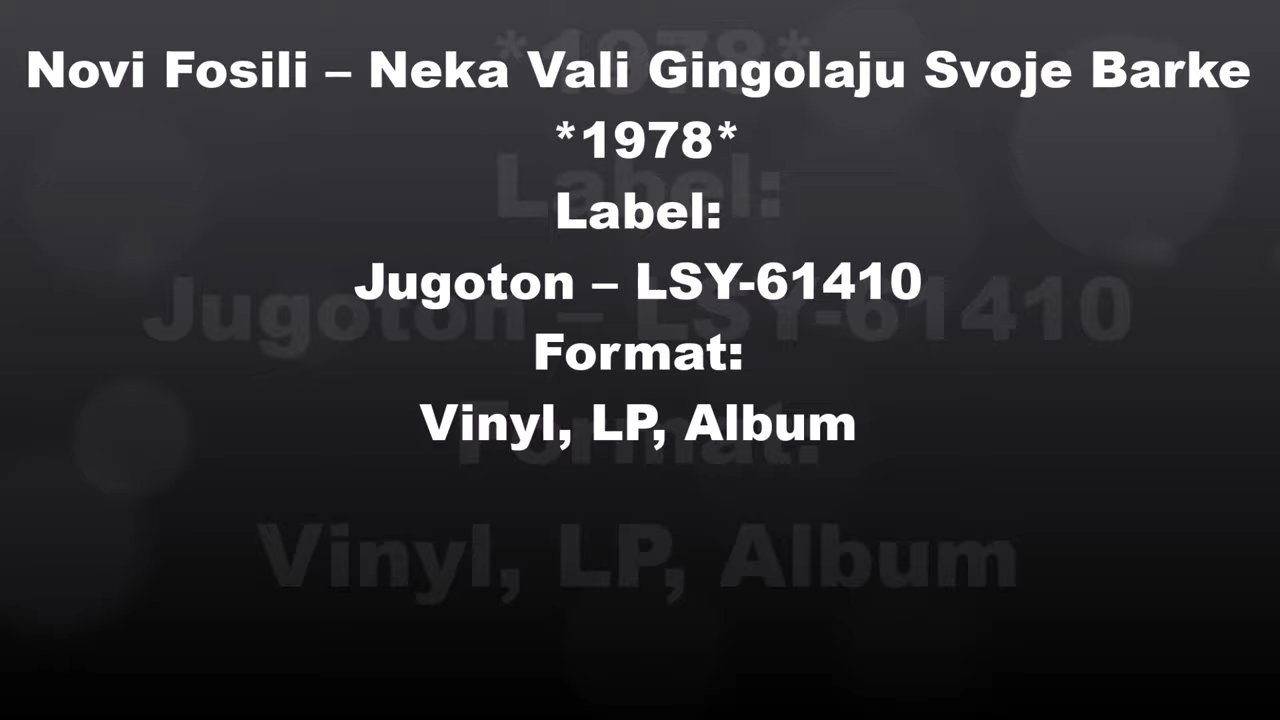 Novi Fosili – Neka Vali Gingolaju Svoje Barke
*1978*
Label:
Jugoton – LSY-61410
Format:
Vinyl, LP, Album